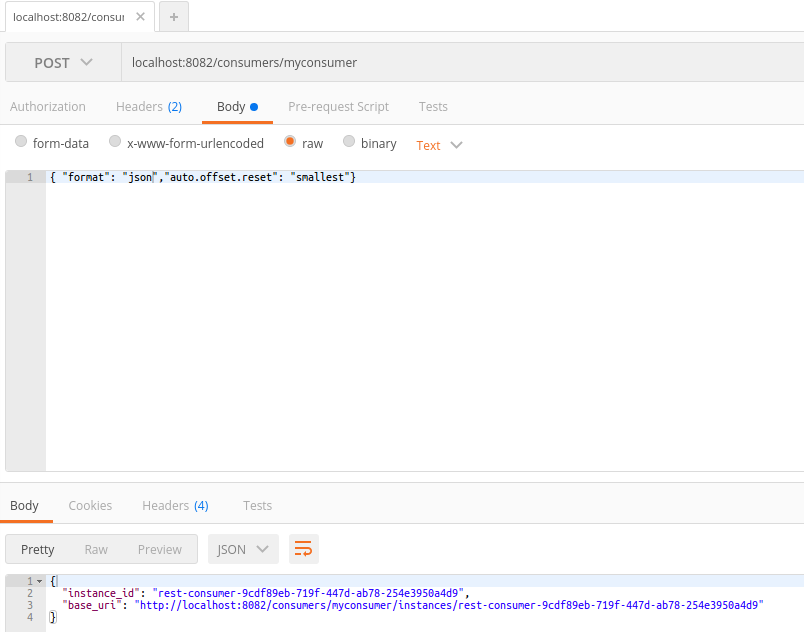 localhost:8082/consur
+
POST
localhost:8082/consumers/myconsumer
Authorization Headers (2) Body Pre-request Script Tests
form-data x-www-form-urlencoded raw binary Text
1 { "format": "json","auto.offset.reset": "smallest"}
Body Cookies Headers (4) Tests
Pretty Raw Preview JSON
1 {
2 "instance_id": "rest-consumer-9cdf89eb-719f-447d-ab78-254e3950a4d9",
3 "base_uri": "http://localhost:8082/consumers/myconsumer/instances/rest-consumer-9cdf89eb-719f-447d-ab78-254e3950a4d9"
4 }